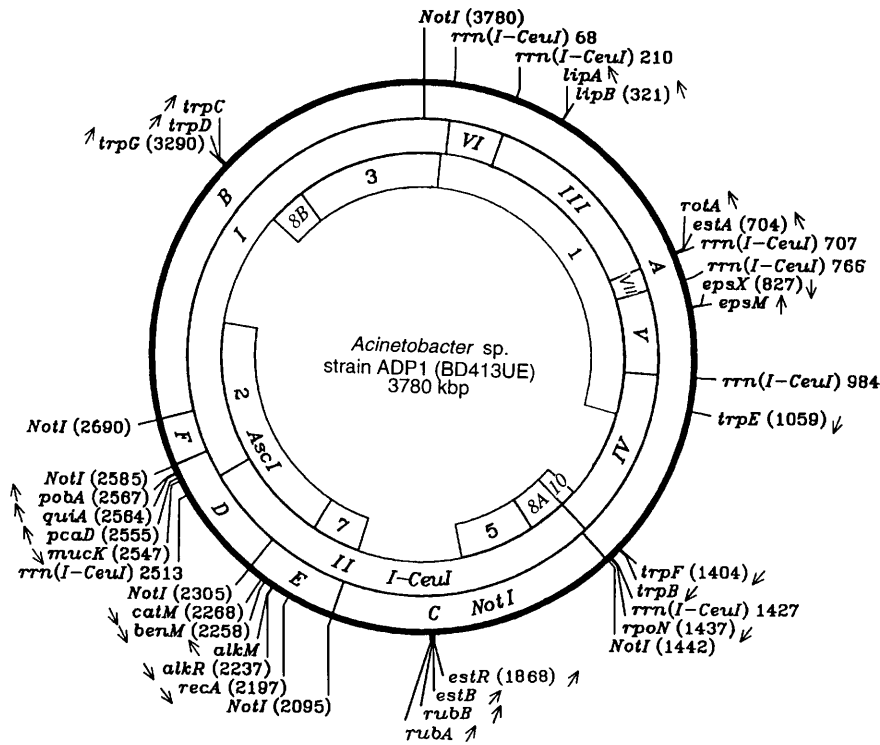 NotI (3780)
rrn(I-CeuI) 68
rrn(I-CeuI) 210
lipA ↖
lipB (321) ↖
rotA ↖
estA (704) ↖
rrn(I-CeuI) 707
rrn(I-CeuI) 766
epsX (827) ↓
epsM ↑
rrn(I-CeuI) 984
trpE (1059) ↙
trpF (1404) ↙
trpB ↙
rrn(I-CeuI) 1427
rpoN (1437) ↙
NotI (1442)
estR (1868) ↗
estB ↗
rubB ↗
rubA ↗
NotI (2095)
↘ recA (2197)
↘ alkR (2237)
↖ alkM
↘ benM (2258)
↘ catM (2268)
NotI (2305)
rrn(I-CeuI) 2513
↘ mucK (2547)
↖ pcaD (2555)
↖ quiA (2564)
↖ pobA (2567)
NotI (2585)
NotI (2690)
↗ trpG (3290)
↗ trpD
↗ trpC
A
B
C NotI
D
E
F
I
II I-CeuI
III
IV
V
VI
VII
1
2 AscI
3
5
7
8A
8B
10
Acinetobacter sp.
strain ADP1 (BD413UE)
3780 kbp